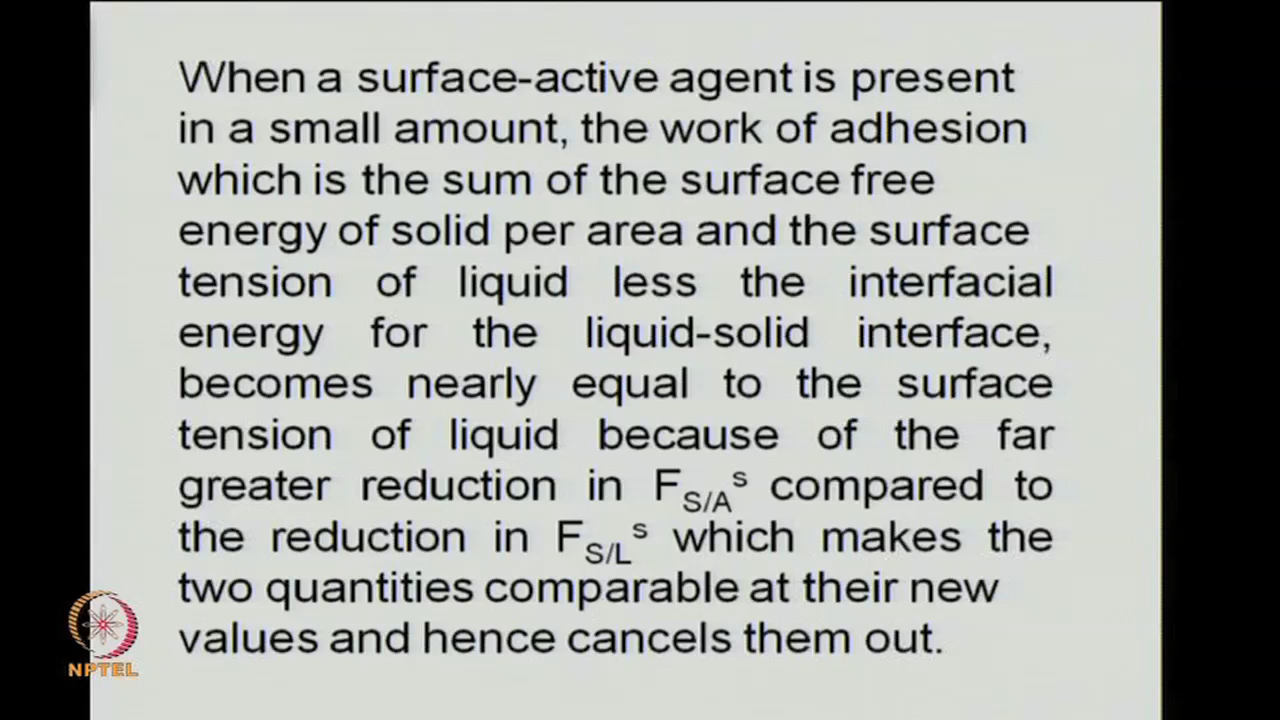 When a surface-active agent is present
in a small amount, the work of adhesion
which is the sum of the surface free
energy of solid per area and the surface
tension of liquid less the interfacial
energy for the liquid-solid interface,
becomes nearly equal to the surface
tension of liquid because of the far
greater reduction in F_{S/A}^s compared to
the reduction in F_{S/L}^s which makes the
two quantities comparable at their new
values and hence cancels them out.
NPTEL